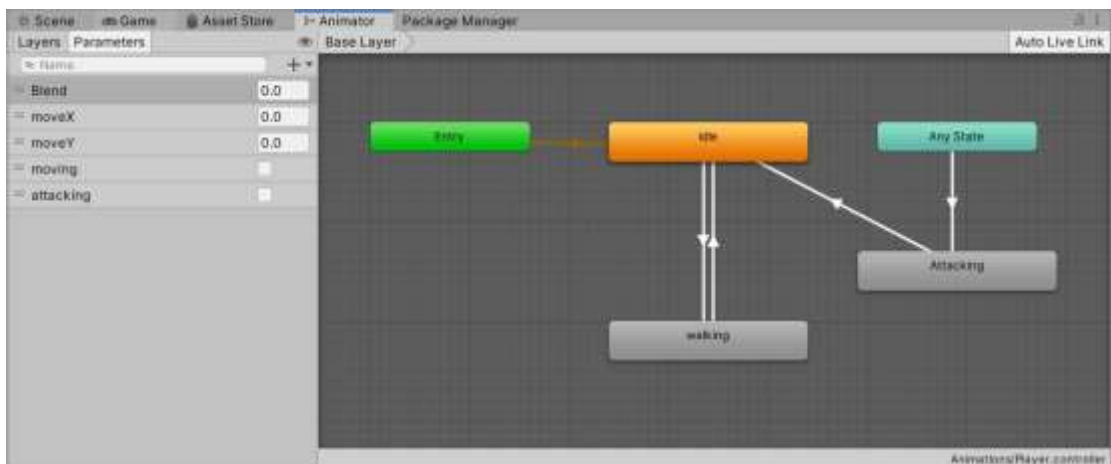 Scene Game Asset Store Animator Package Manager
Layers Parameters Base Layer Auto Live Link
Name
Blend 0.0
moveX 0.0
moveY 0.0
moving
attacking
Entry Idle Any State
Attacking
walking
Animations/Player.controller